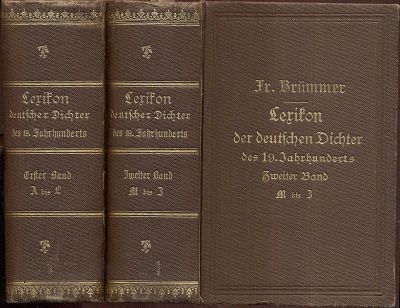 Lexikon
deutscher Dichter
des 19. Jahrhunderts
Erster Band
A bis L
Lexikon
deutscher Dichter
des 19. Jahrhunderts
Zweiter Band
M bis Z
Fr. Brümmer
Lexikon
der deutschen Dichter
des 19. Jahrhunderts
Zweiter Band
M bis Z